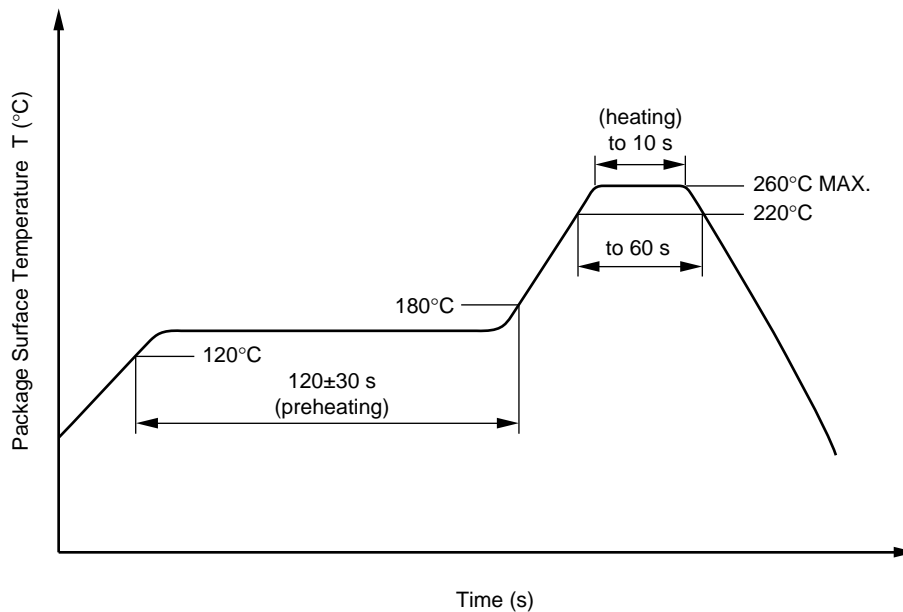 Package Surface Temperature T (°C)
(heating)
to 10 s
260°C MAX.
220°C
to 60 s
180°C
120°C
120±30 s
(preheating)
Time (s)